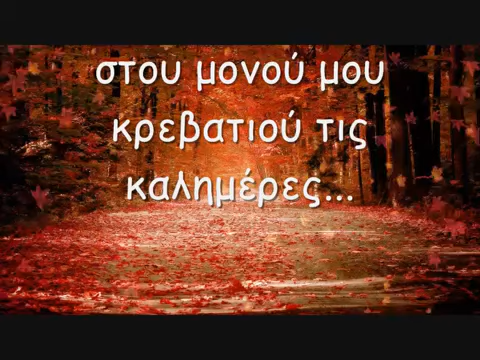 στου μονού μου
κρεβατιού τις
καλημέρες...